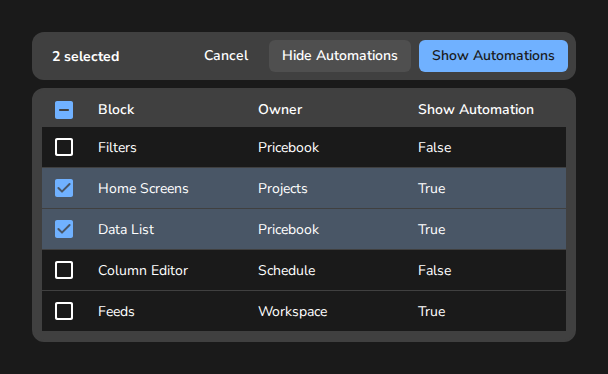 2 selected Cancel Hide Automations Show Automations
Block Owner Show Automation
Filters Pricebook False
Home Screens Projects True
Data List Pricebook True
Column Editor Schedule False
Feeds Workspace True